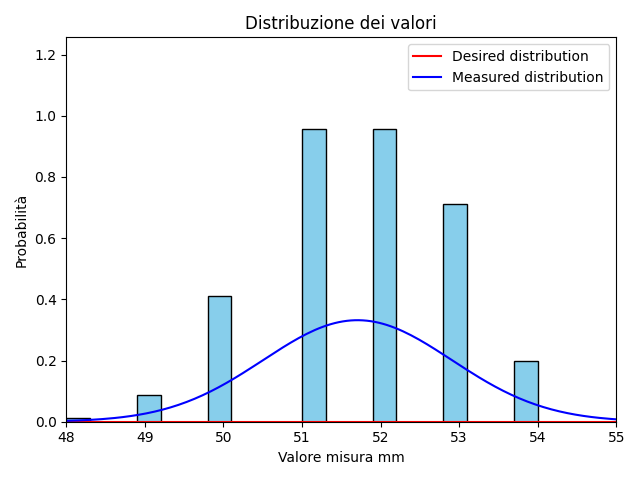 Distribuzione dei valori
Desired distribution
Measured distribution
Probabilità
1.2
1.0
0.8
0.6
0.4
0.2
0.0
48 49 50 51 52 53 54 55
Valore misura mm